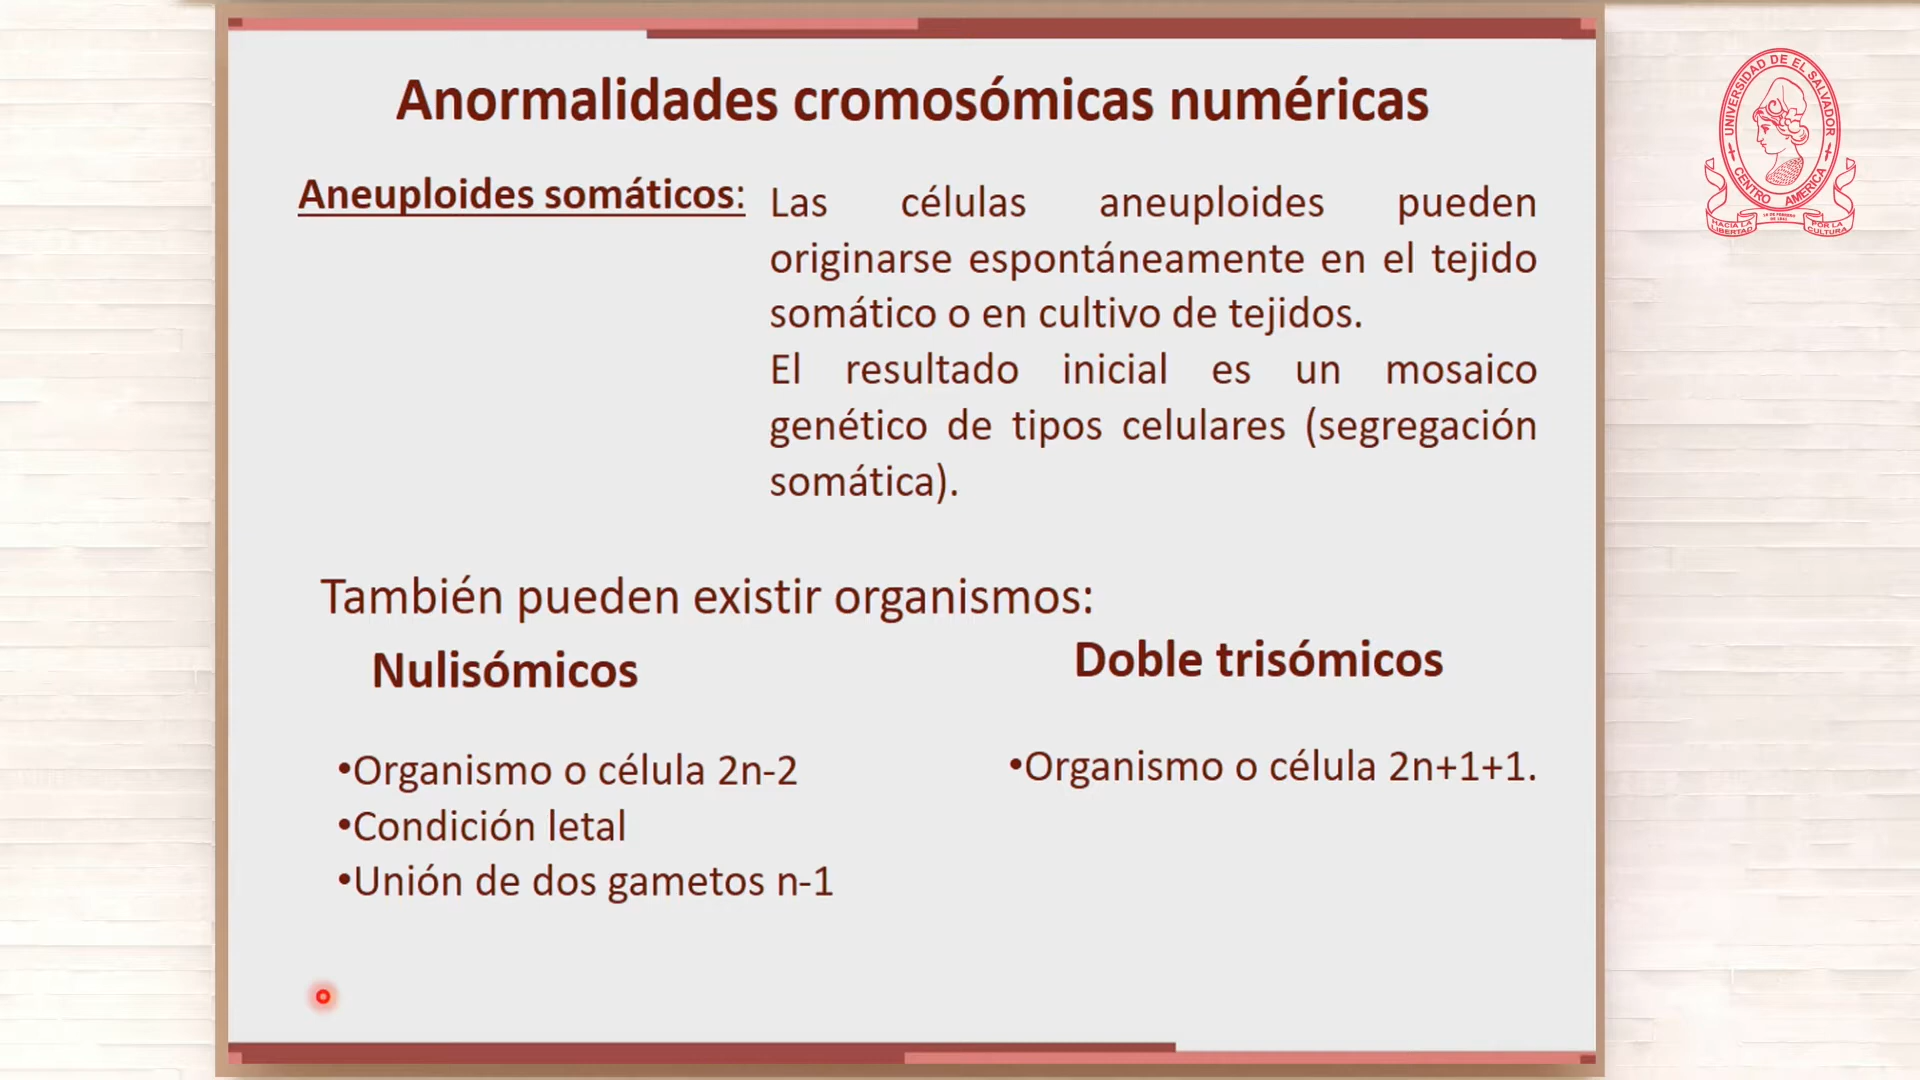 Anormalidades cromosómicas numéricas
Aneuploides somáticos:
Las células aneuploides pueden
originarse espontáneamente en el tejido
somático o en cultivo de tejidos.
El resultado inicial es un mosaico
genético de tipos celulares (segregación
somática).
También pueden existir organismos:
Nulisómicos
•Organismo o célula 2n-2
•Condición letal
•Unión de dos gametos n-1
Doble trisómicos
•Organismo o célula 2n+1+1.
UNIVERSIDAD DE EL SALVADOR
CENTRO AMERICA
HACIA LA
LIBERTAD
POR LA
CULTURA